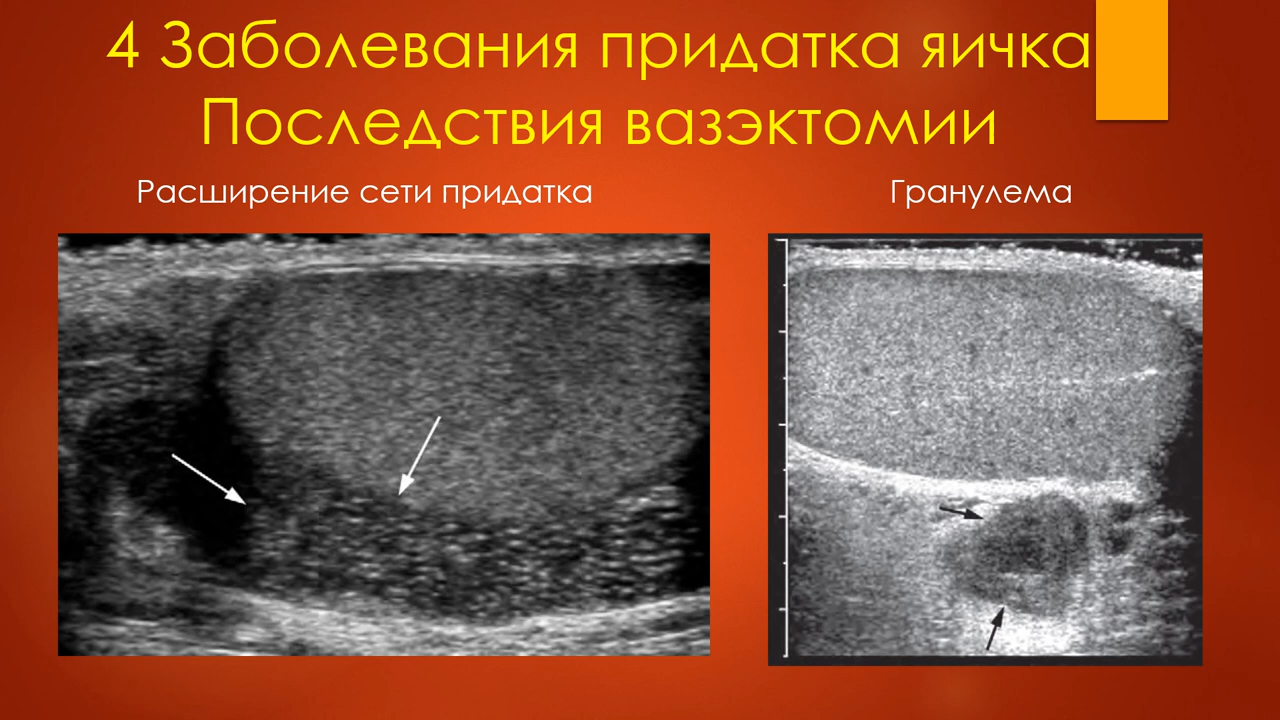 4 Заболевания придатка яичка
Последствия вазэктомии
Расширение сети придатка
Гранулема